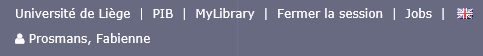 Université de Liège | PIB | MyLibrary | Fermer la session | Jobs |
Prosmans, Fabienne